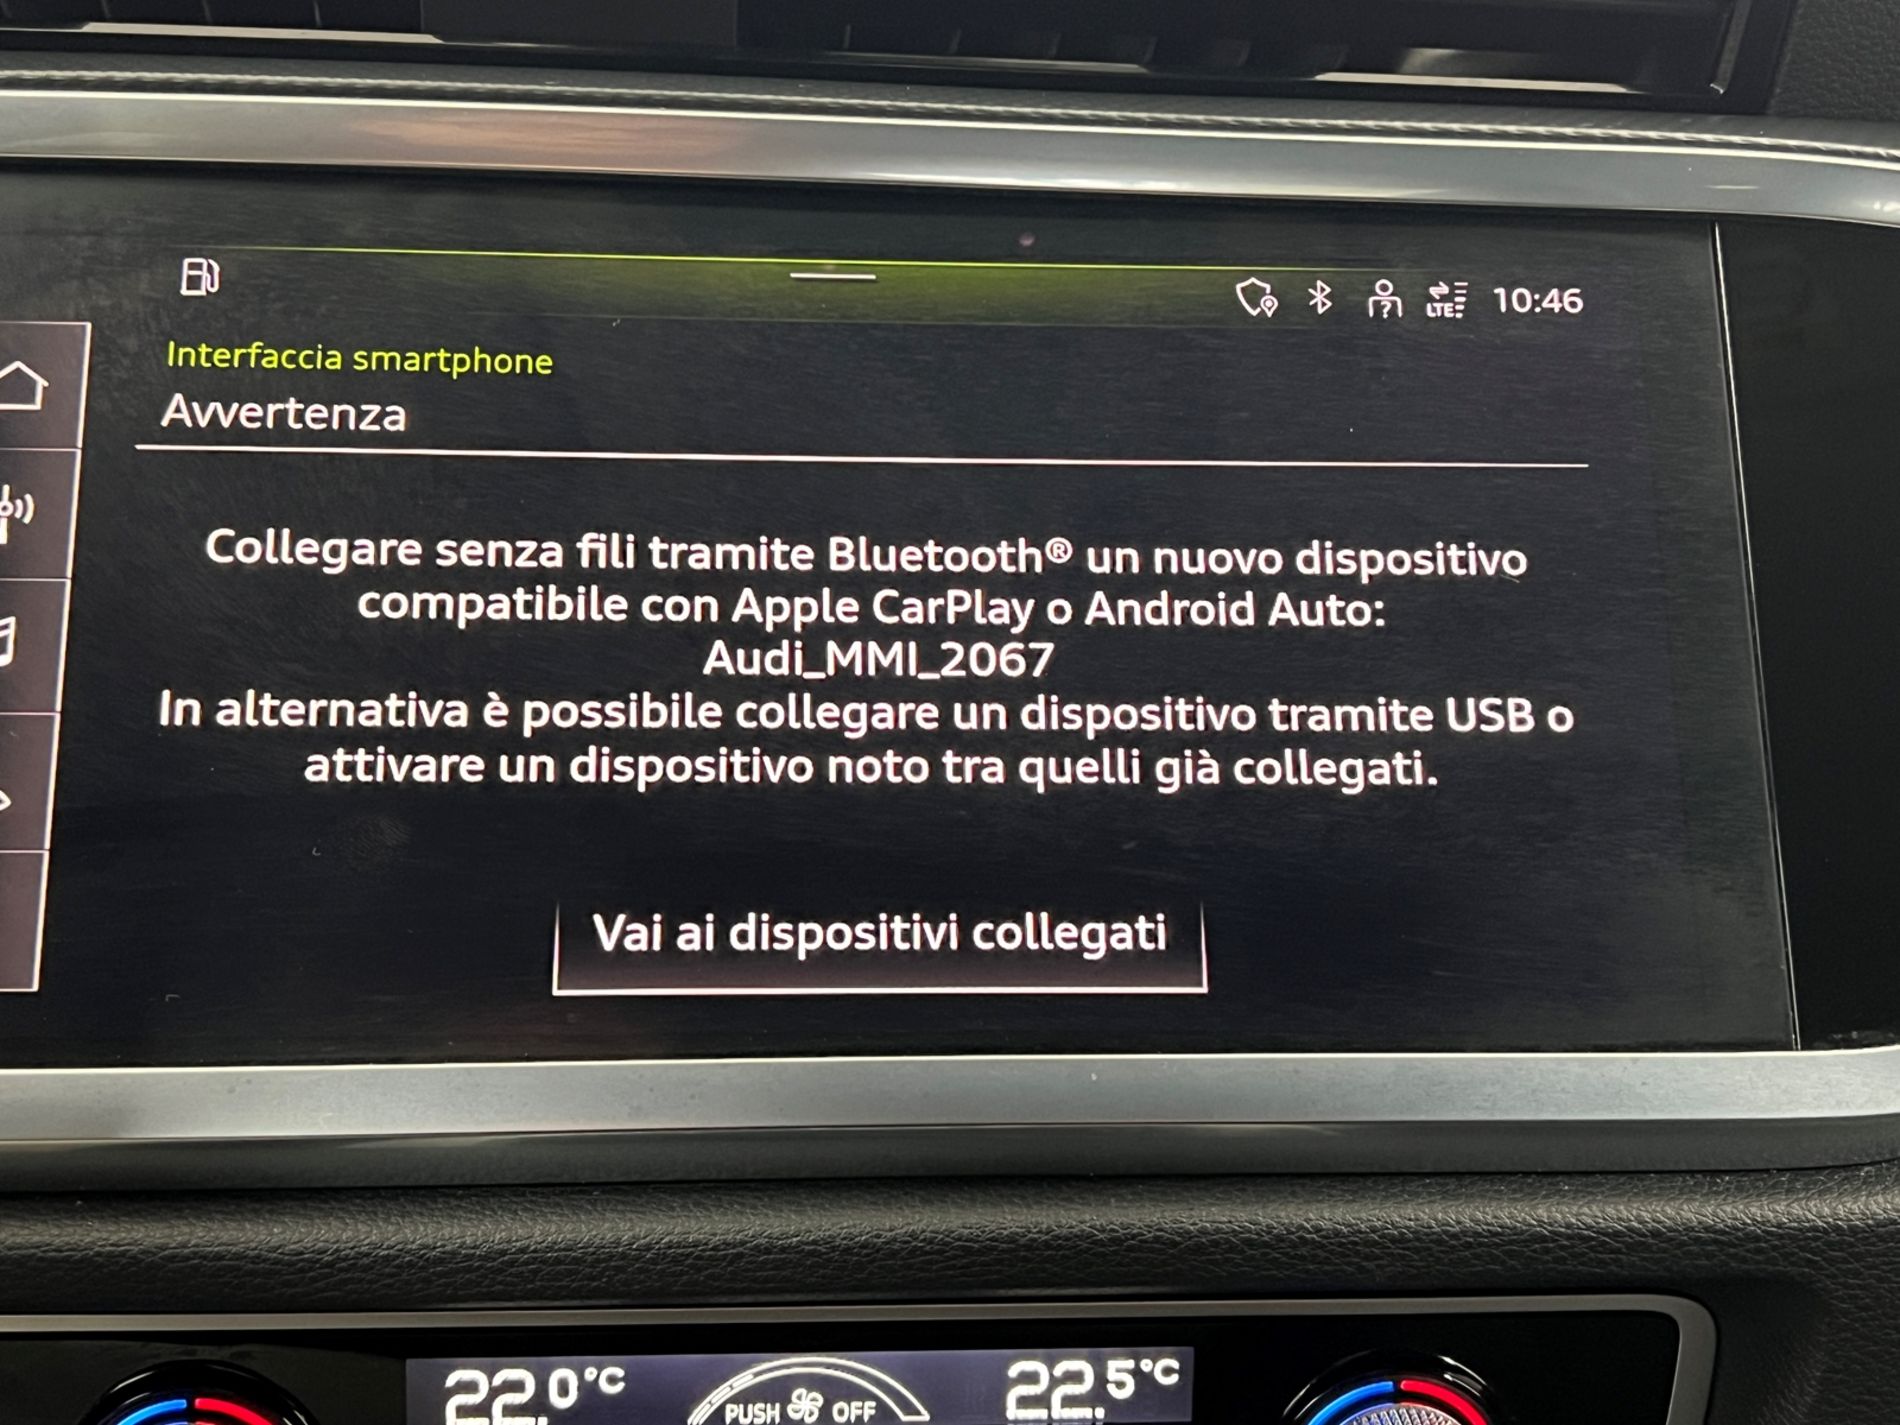 LTE 10:46
Interfaccia smartphone
Avvertenza
Collegare senza fili tramite Bluetooth® un nuovo dispositivo
compatibile con Apple CarPlay o Android Auto:
Audi_MMI_2067
In alternativa è possibile collegare un dispositivo tramite USB o
attivare un dispositivo noto tra quelli già collegati.
Vai ai dispositivi collegati
22.0°C PUSH OFF 22.5°C